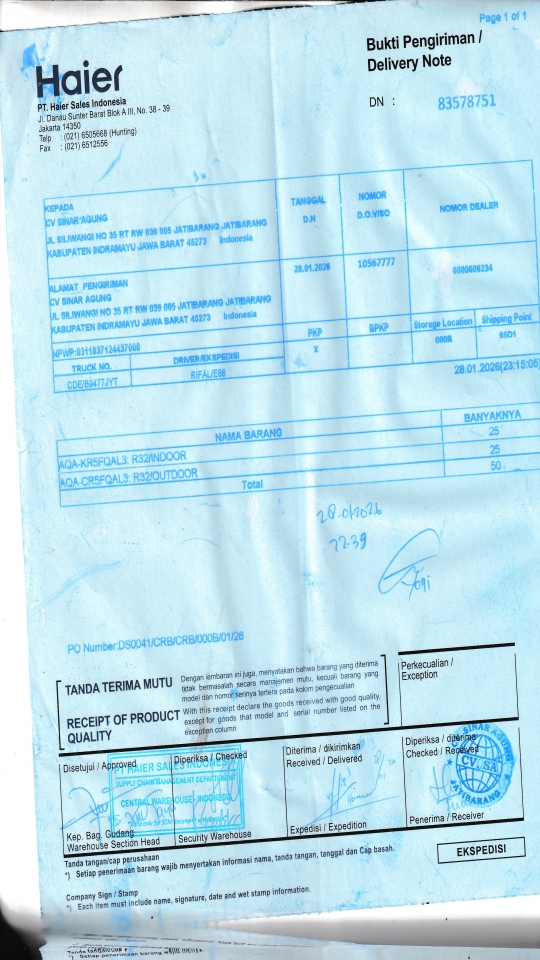 Page 1 of 1
Haier
Bukti Pengiriman /
Delivery Note
PT. Haier Sales Indonesia
Jl. Danau Sunter Barat Blok A III, No. 38 - 39
Jakarta 14350
Telp : (021) 6505668 (Hunting)
Fax : (021) 6512556
DN : 83578751
KEPADA
CV SINAR AGUNG
JL SILIWANGI NO 35 RT RW 039 005 JATIBARANG JATIBARANG
KABUPATEN INDRAMAYU JAWA BARAT 45273 Indonesia
TANGGAL
D.N
NOMOR
D.O.V/SO
NOMOR DEALER
ALAMAT_PENGIRIMAN
CV SINAR AGUNG
JL SILIWANGI NO 35 RT RW 039 005 JATIBARANG JATIBARANG
KABUPATEN INDRAMAYU JAWA BARAT 45273 Indonesia
28.01.2026
10567777
NPWP:0311837124437000
PKP
BPKP
Storage Location
Shipping Point
X
000B
TRUCK NO.
DRIVER/EKSPEDISI
RIFAL/E58
28.01.2026(23:15:05)
NAMA BARANG
BANYAKNYA
AQA-KR5FQAL3: R32/INDOOR
25
AQA-CR5FQAL3: R32/OUTDOOR
25
Total
50
28-01/2026
22-39
PO Number:DS0041/CRB/CRB/000B/01/26
TANDA TERIMA MUTU
Dengan lembaran ini juga, menyatakan bahwa barang yang diterima
tidak bermasalah secara manajemen mutu, kecuali barang yang
model dan nomor serinya tertera pada kolom pengecualian
RECEIPT OF PRODUCT
QUALITY
With this receipt declare the goods received with good quality,
except for goods that model and serial number listed on the
exception column
Perkecualian /
Exception
Disetujui / Approved
Diperiksa / Checked
Diterima / dikirimkan
Received / Delivered
Diperiksa / diterima
Checked / Received
PT HAIER SALES INDONESIA
SUPPLY CHAIN MANAGEMENT DEPARTEMENT
CENTRAL WAREHOUSE - INDONESIA
SINAR AGUNG
CV. SA
JATIBARANG
Kep. Bag. Gudang
Warehouse Section Head
Security Warehouse
Expedisi / Expedition
Penerima / Receiver
Tanda tangan/cap perusahaan
*) Setiap penerimaan barang wajib menyertakan informasi nama, tanda tangan, tanggal dan Cap basah.
EKSPEDISI
Company Sign / Stamp
*) Each item must include name, signature, date and wet stamp information.